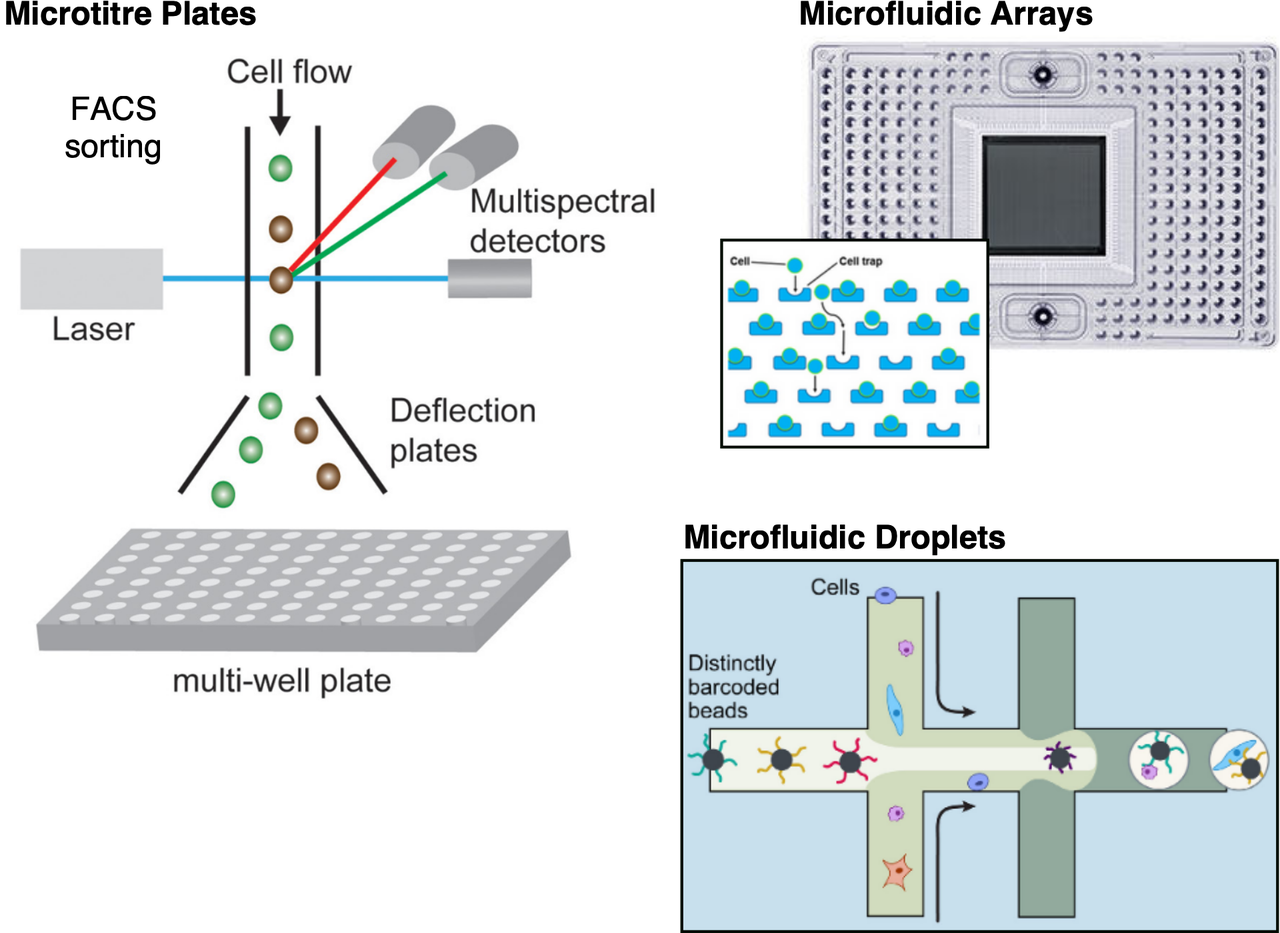 Microtitre Plates
Cell flow
FACS
sorting
Multispectral
detectors
Laser
Deflection
plates
multi-well plate
Microfluidic Arrays
Cell
Cell trap
Microfluidic Droplets
Cells
Distinctly
barcoded
beads